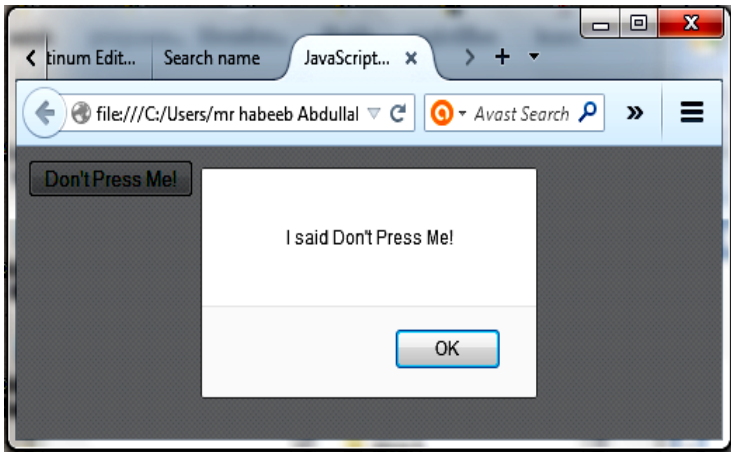 tinum Edit...
Search name
JavaScript...
file:///C:/Users/mr habeeb Abdullal
Avast Search
Don't Press Me!
I said Don't Press Me!
OK